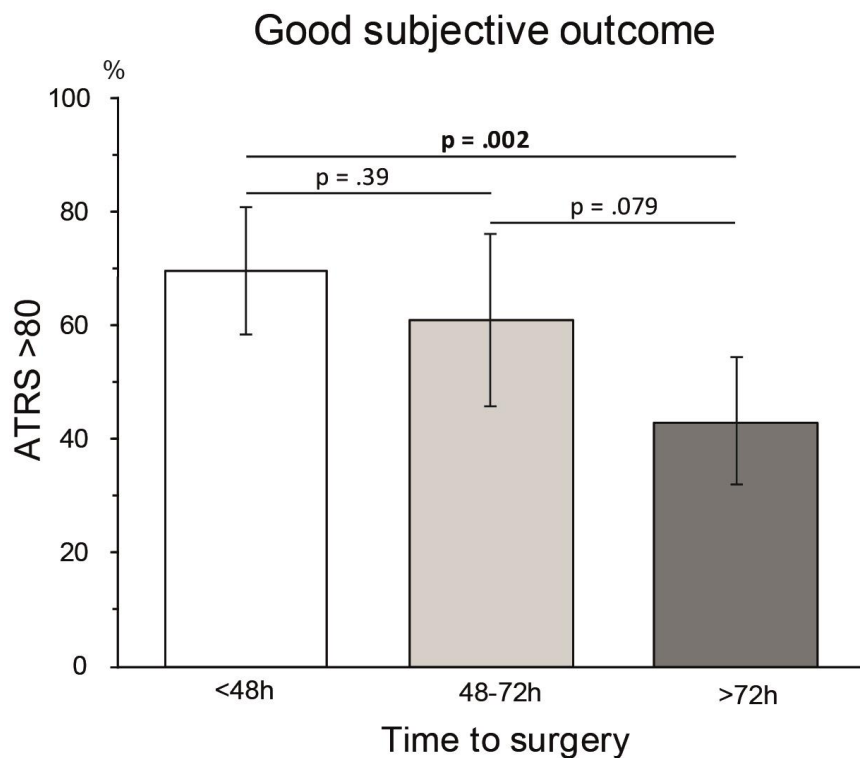 Good subjective outcome
%
100
p = .002
p = .39
80
p = .079
60
ATRS >80
40
20
0
<48h
48-72h
>72h
Time to surgery